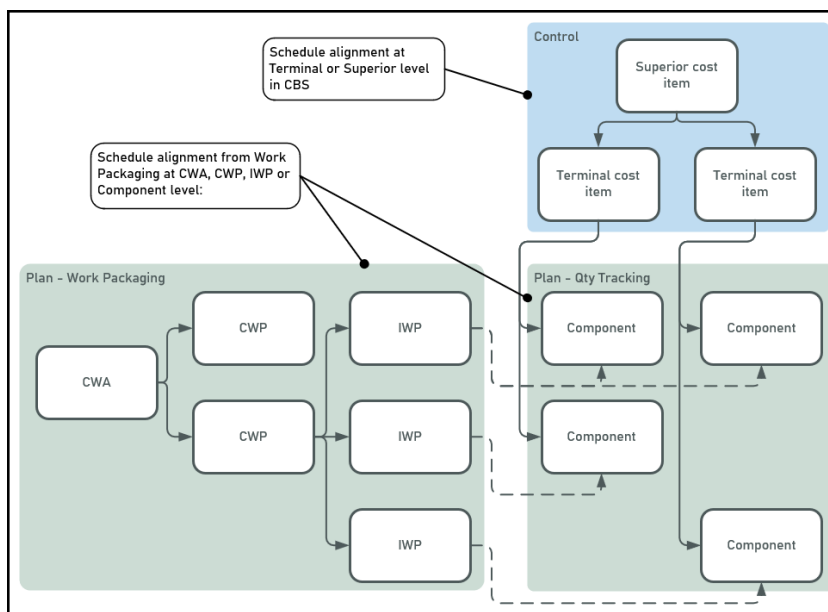 Schedule alignment at
Terminal or Superior level
in CBS
Control
Superior cost
item
Schedule alignment from Work
Packaging at CWA, CWP, IWP or
Component level:
Terminal cost
item
Terminal cost
item
Plan - Work Packaging
Plan - Qty Tracking
CWP
IWP
Component
Component
CWA
CWP
IWP
Component
IWP
Component